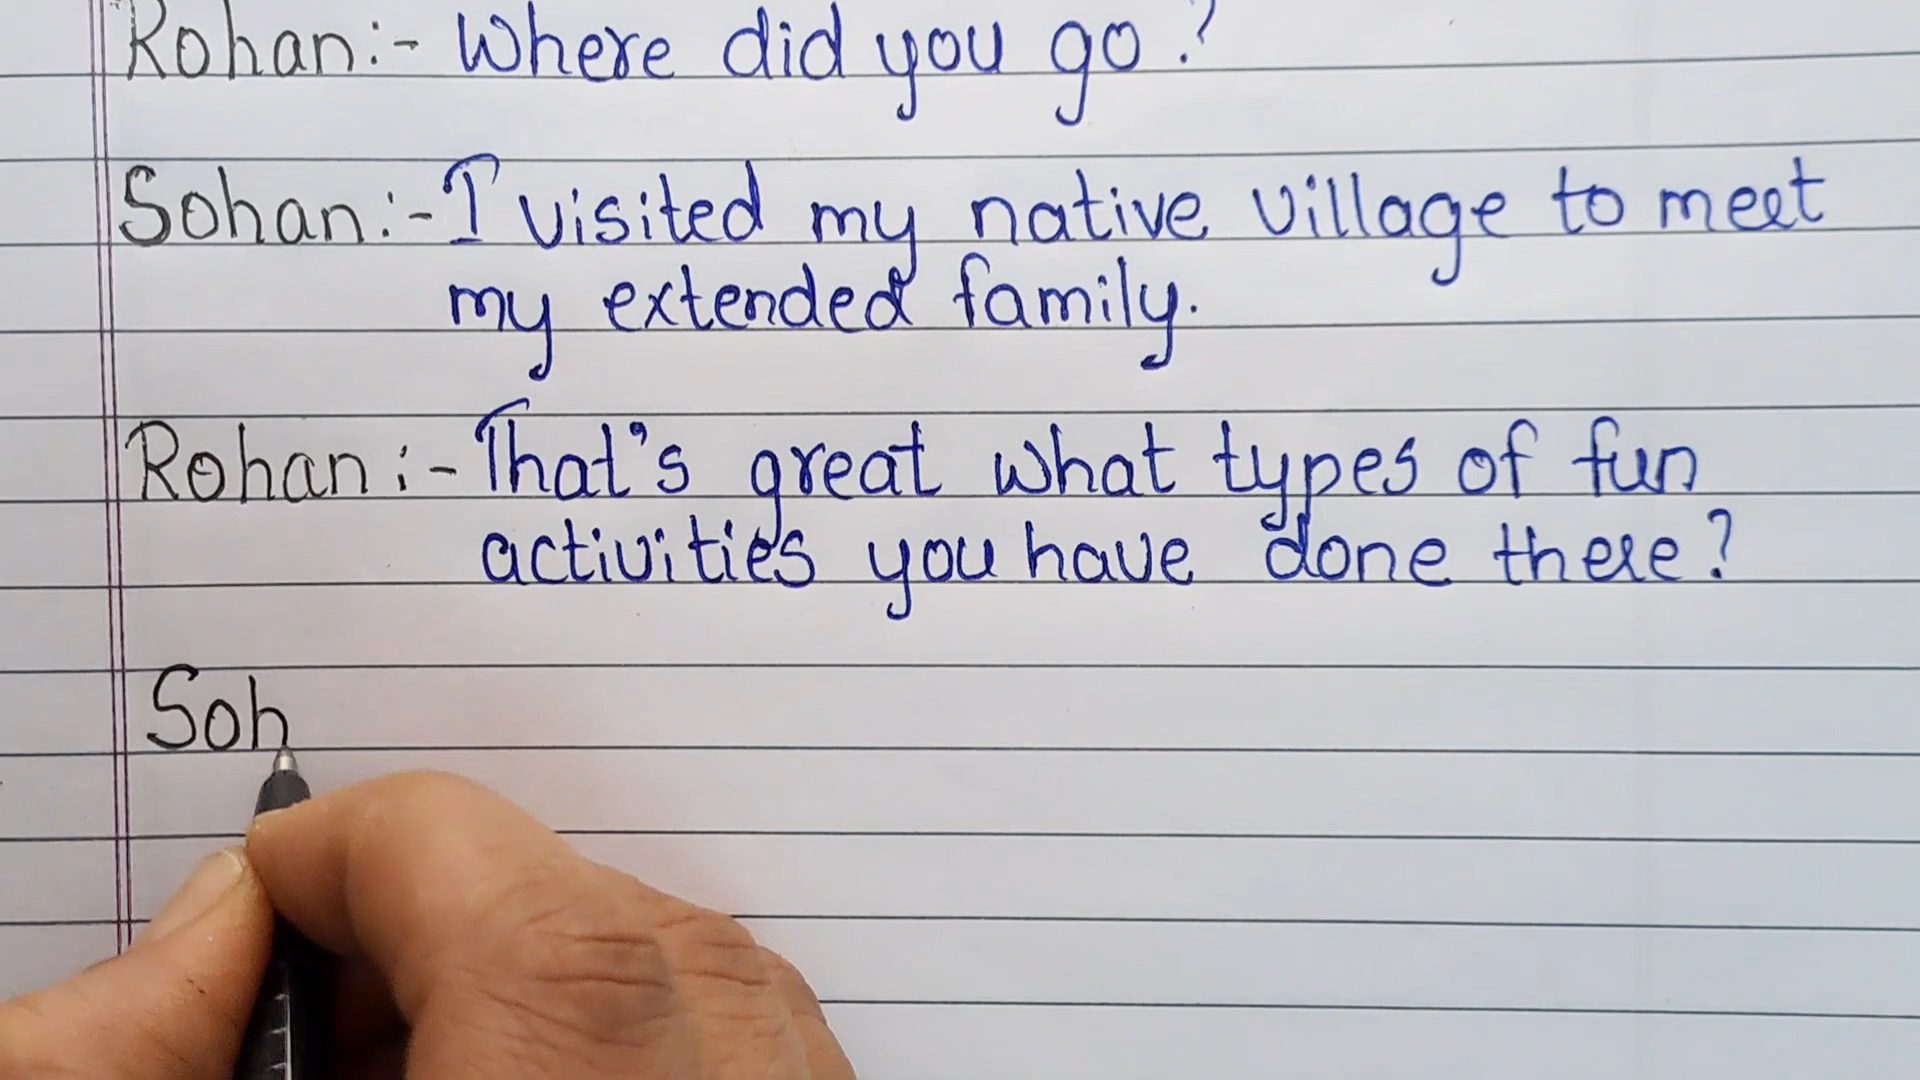 Rohan:- Where did you go?
Sohan:- I visited my native village to meet
my extended family.
Rohan:- That's great what types of fun
activities you have done there?
Soh